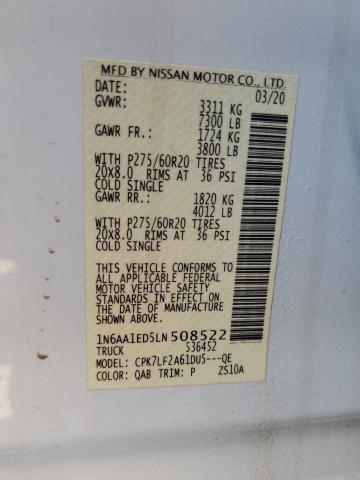 MFD BY NISSAN MOTOR CO., LTD.
DATE: 03/20
GVWR: 3311 KG
7300 LB
GAWR FR.: 1724 KG
3800 LB
WITH P275/60R20 TIRES
20X8.0 RIMS AT 36 PSI
COLD SINGLE
GAWR RR.: 1820 KG
4012 LB
WITH P275/60R20 TIRES
20X8.0 RIMS AT 36 PSI
COLD SINGLE
THIS VEHICLE CONFORMS TO
ALL APPLICABLE FEDERAL
MOTOR VEHICLE SAFETY
STANDARDS IN EFFECT ON
THE DATE OF MANUFACTURE
SHOWN ABOVE.
1N6AA1ED5LN508522
TRUCK 536452
MODEL: CPK7LF2A61DUS---QE
COLOR: QAB TRIM: P ZS10A